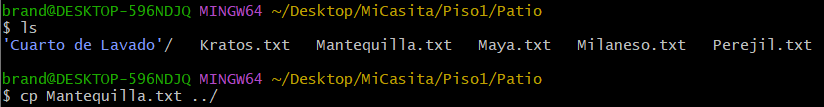 brand@DESKTOP-596NDJQ MINGW64 ~/Desktop/MiCasita/Piso1/Patio
$ ls
'Cuarto de Lavado'/   Kratos.txt   Mantequilla.txt   Maya.txt   Milaneso.txt   Perejil.txt
brand@DESKTOP-596NDJQ MINGW64 ~/Desktop/MiCasita/Piso1/Patio
$ cp Mantequilla.txt ../